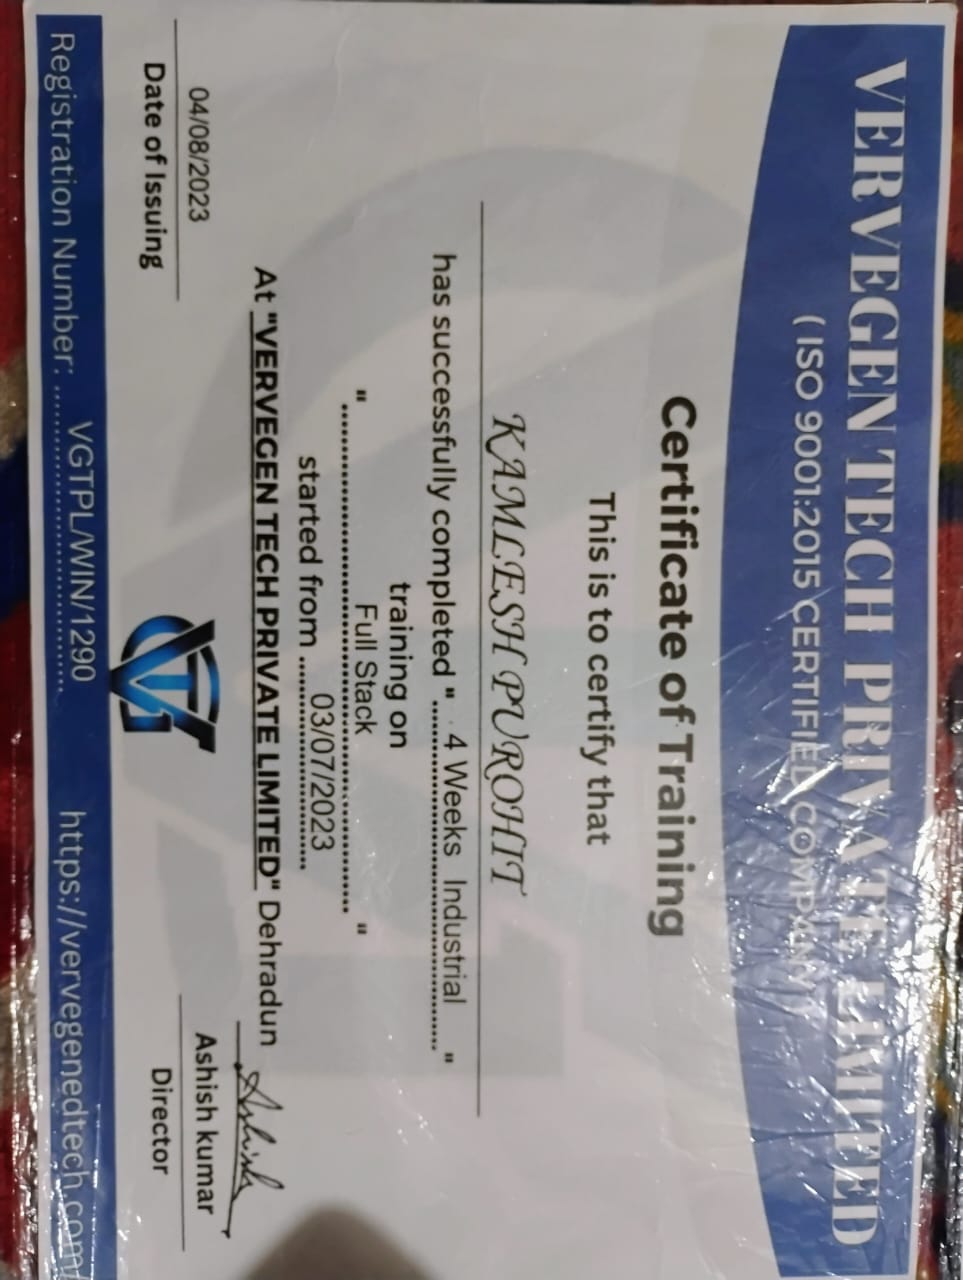 VERVEGEN TECH PRIVATE LIMITED
( ISO 9001:2015 CERTIFIED COMPANY)
Certificate of Training
This is to certify that
KAMLESH PUROHIT
has successfully completed " 4 Weeks Industrial "
training on
" Full Stack "
started from 03/07/2023
At "VERVEGEN TECH PRIVATE LIMITED" Dehradun
04/08/2023
Date of Issuing
VGT
Ashish
Ashish kumar
Director
Registration Number: VGTPL/WIN/1290
https://vervegenedtech.com/